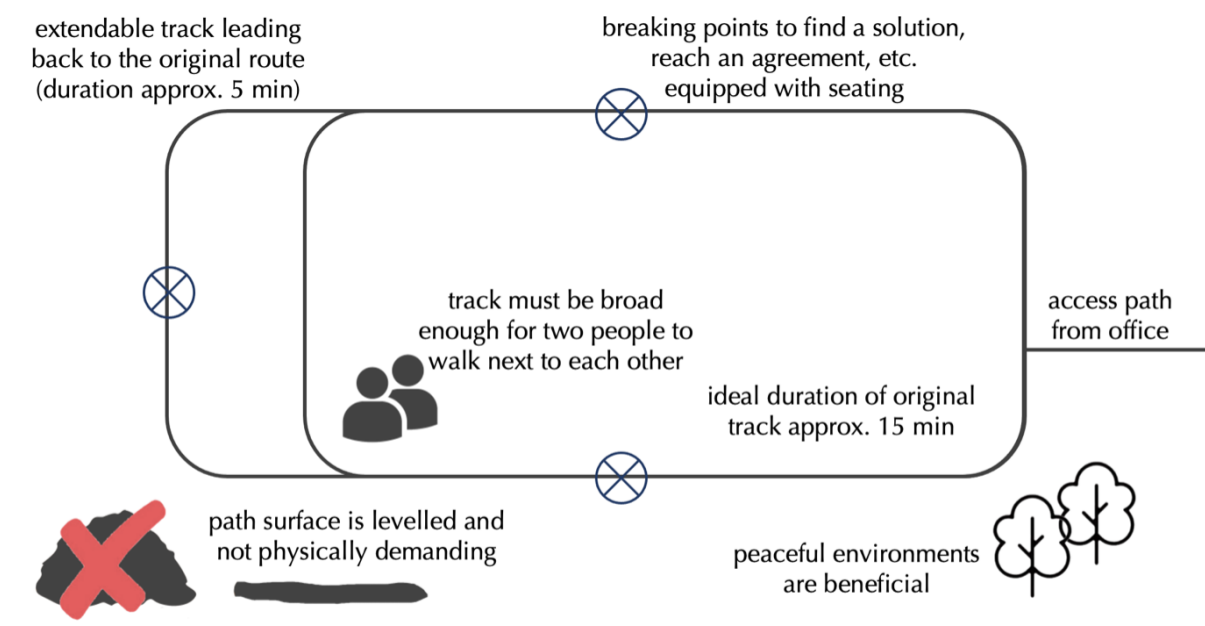 extendable track leading
back to the original route
(duration approx. 5 min)
breaking points to find a solution,
reach an agreement, etc.
equipped with seating
track must be broad
enough for two people to
walk next to each other
access path
from office
ideal duration of original
track approx. 15 min
path surface is levelled and
not physically demanding
peaceful environments
are beneficial